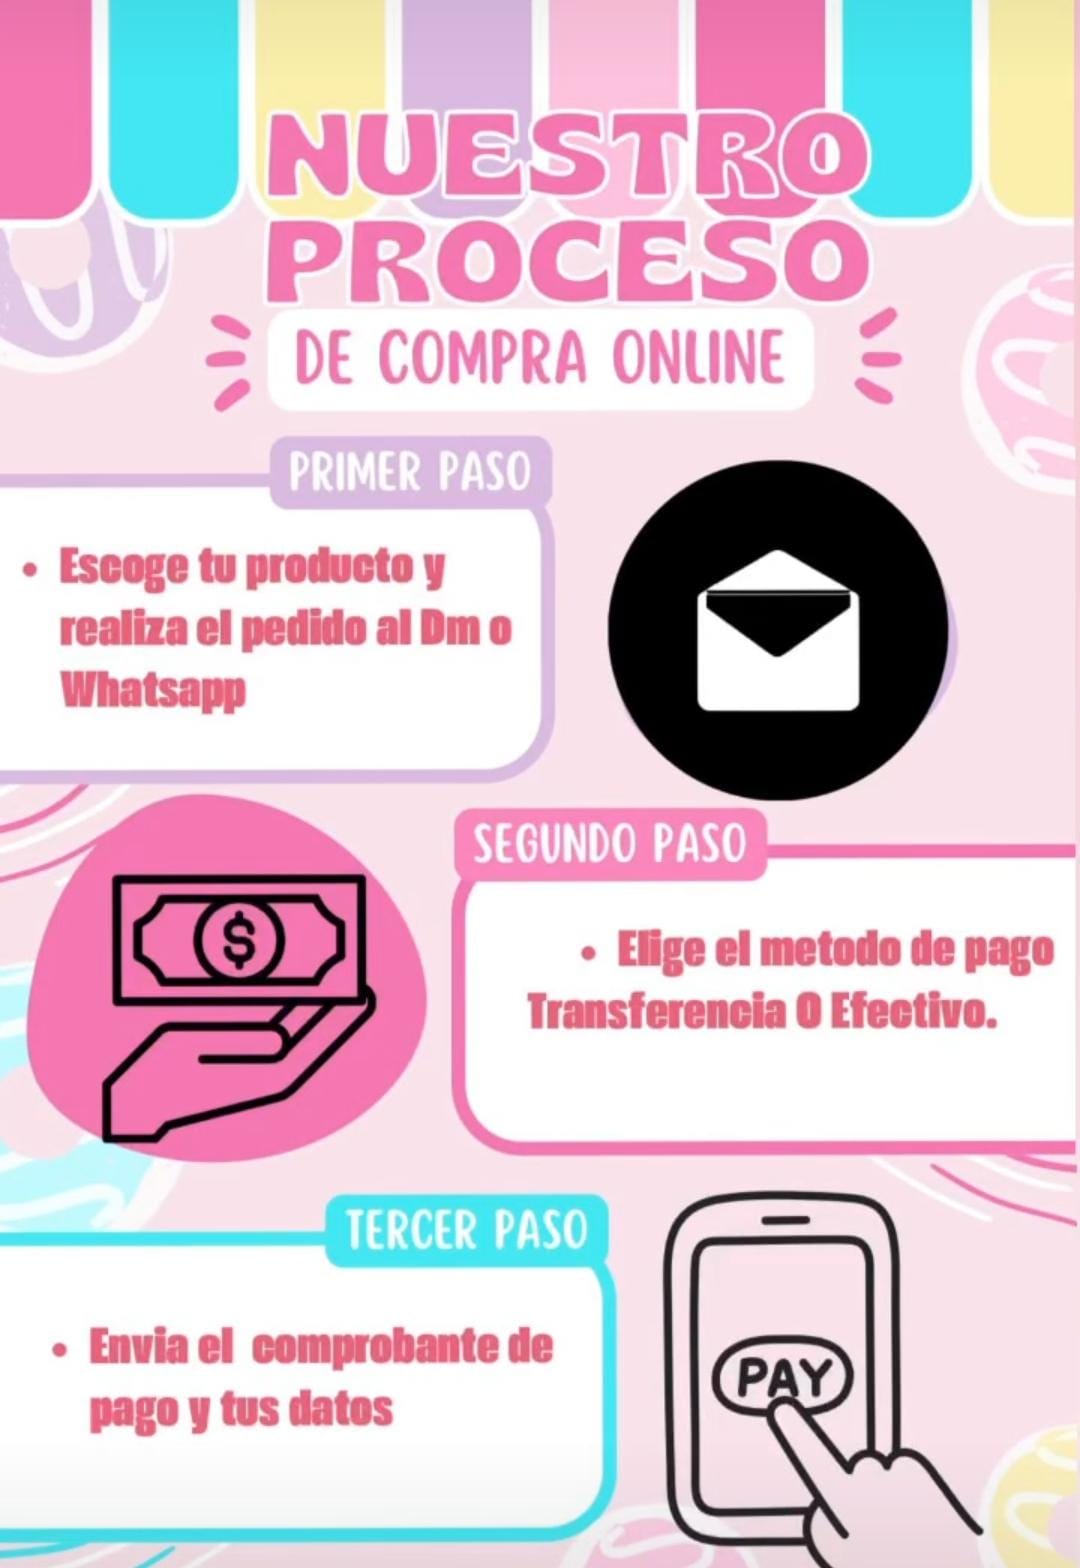 NUESTRO
PROCESO
DE COMPRA ONLINE
PRIMER PASO
• Escoge tu producto y
realiza el pedido al Dm o
Whatsapp
$
SEGUNDO PASO
• Elige el metodo de pago
Transferencia O Efectivo.
TERCER PASO
• Envia el comprobante de
pago y tus datos
PAY